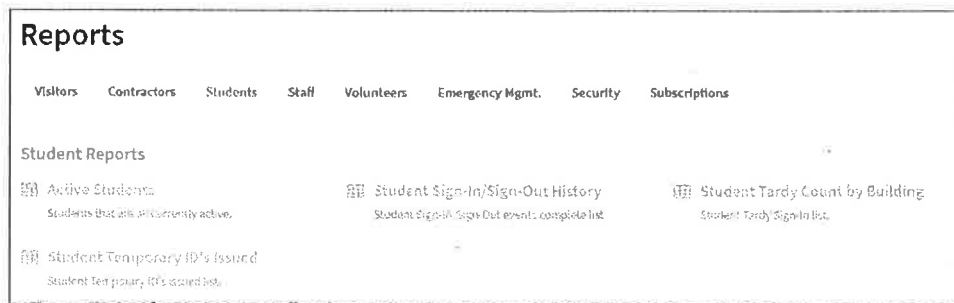 Reports
Visitors Contractors Students Staff Volunteers Emergency Mgmt. Security Subscriptions
Student Reports
Active Students
Students that are all currently active.
Student Sign-In/Sign-Out History
Student Sign-In Sign-Out events complete list
Student Tardy Count by Building
Student Tardy Sign-In list.
Student Temporary ID's Issued
Student Temporary ID's issued list.